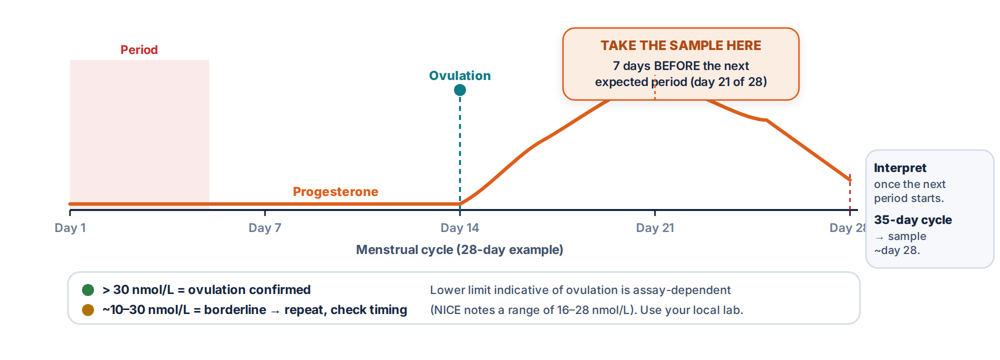 Period
Ovulation
TAKE THE SAMPLE HERE
7 days BEFORE the next
expected period (day 21 of 28)
Progesterone
Day 1
Day 7
Day 14
Day 21
Day 28
Menstrual cycle (28-day example)
Interpret
once the next
period starts.
35-day cycle
→ sample
~day 28.
> 30 nmol/L = ovulation confirmed
~10–30 nmol/L = borderline → repeat, check timing
Lower limit indicative of ovulation is assay-dependent
(NICE notes a range of 16–28 nmol/L). Use your local lab.